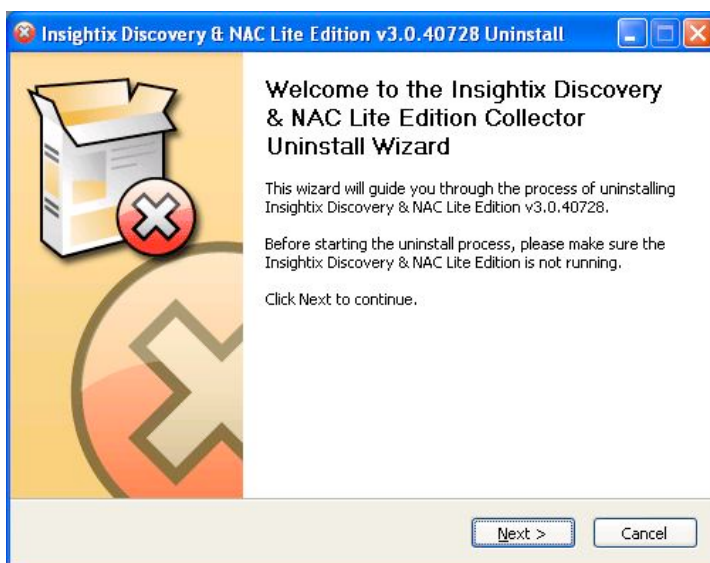 Insightix Discovery & NAC Lite Edition v3.0.40728 Uninstall
Welcome to the Insightix Discovery
& NAC Lite Edition Collector
Uninstall Wizard
This wizard will guide you through the process of uninstalling
Insightix Discovery & NAC Lite Edition v3.0.40728.
Before starting the uninstall process, please make sure the
Insightix Discovery & NAC Lite Edition is not running.
Click Next to continue.
Next >
Cancel